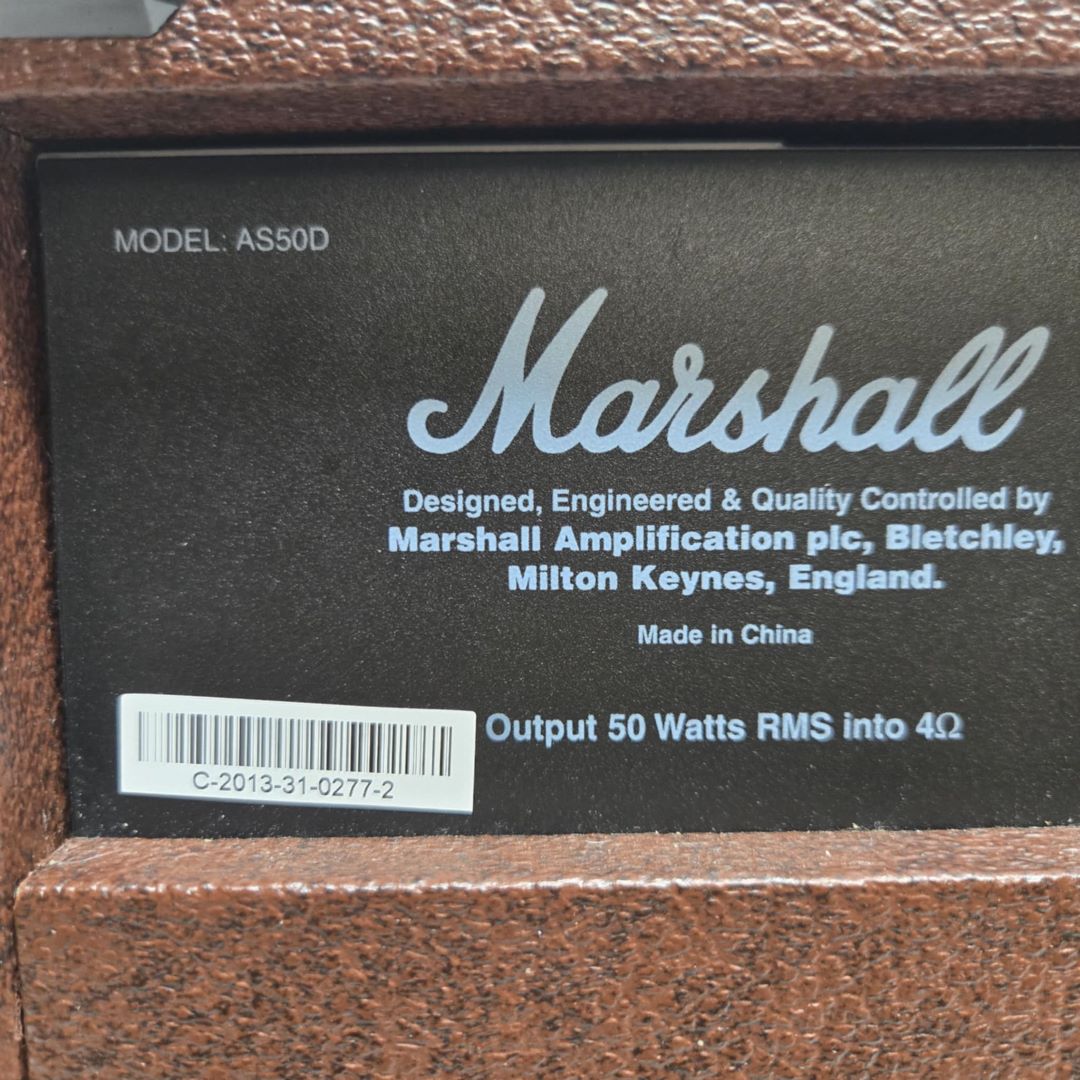 MODEL: AS50D
Marshall
Designed, Engineered & Quality Controlled by
Marshall Amplification plc, Bletchley,
Milton Keynes, England.
Made in China
Output 50 Watts RMS into 4Ω
C-2013-31-0277-2